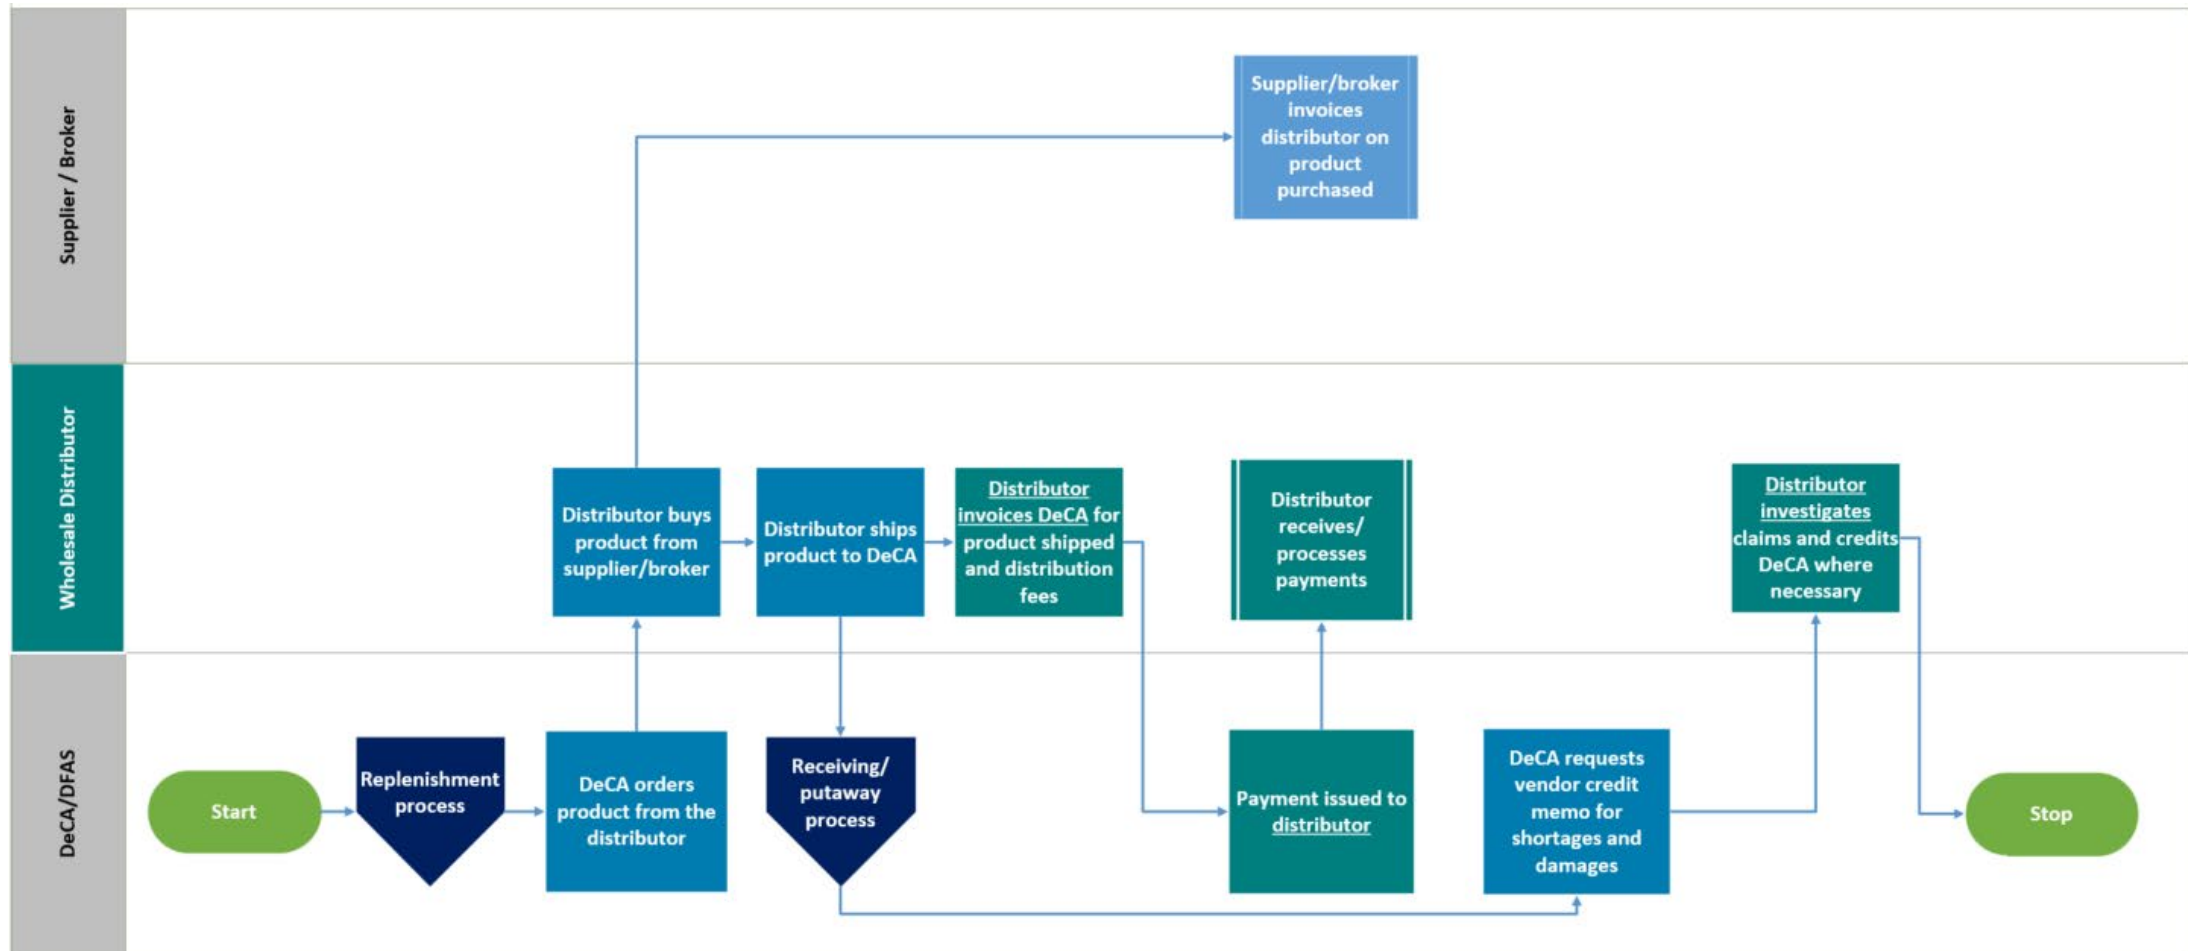 Supplier / Broker
Supplier/broker
invoices
distributor on
product
purchased
Wholesale Distributor
Distributor buys
product from
supplier/broker
Distributor ships
product to DeCA
Distributor
invoices DeCA for
product shipped
and distribution
fees
Distributor
receives/
processes
payments
Distributor
investigates
claims and credits
DeCA where
necessary
DeCA/DFAS
Start
Replenishment
process
DeCA orders
product from the
distributor
Receiving/
putaway
process
Payment issued to
distributor
DeCA requests
vendor credit
memo for
shortages and
damages
Stop